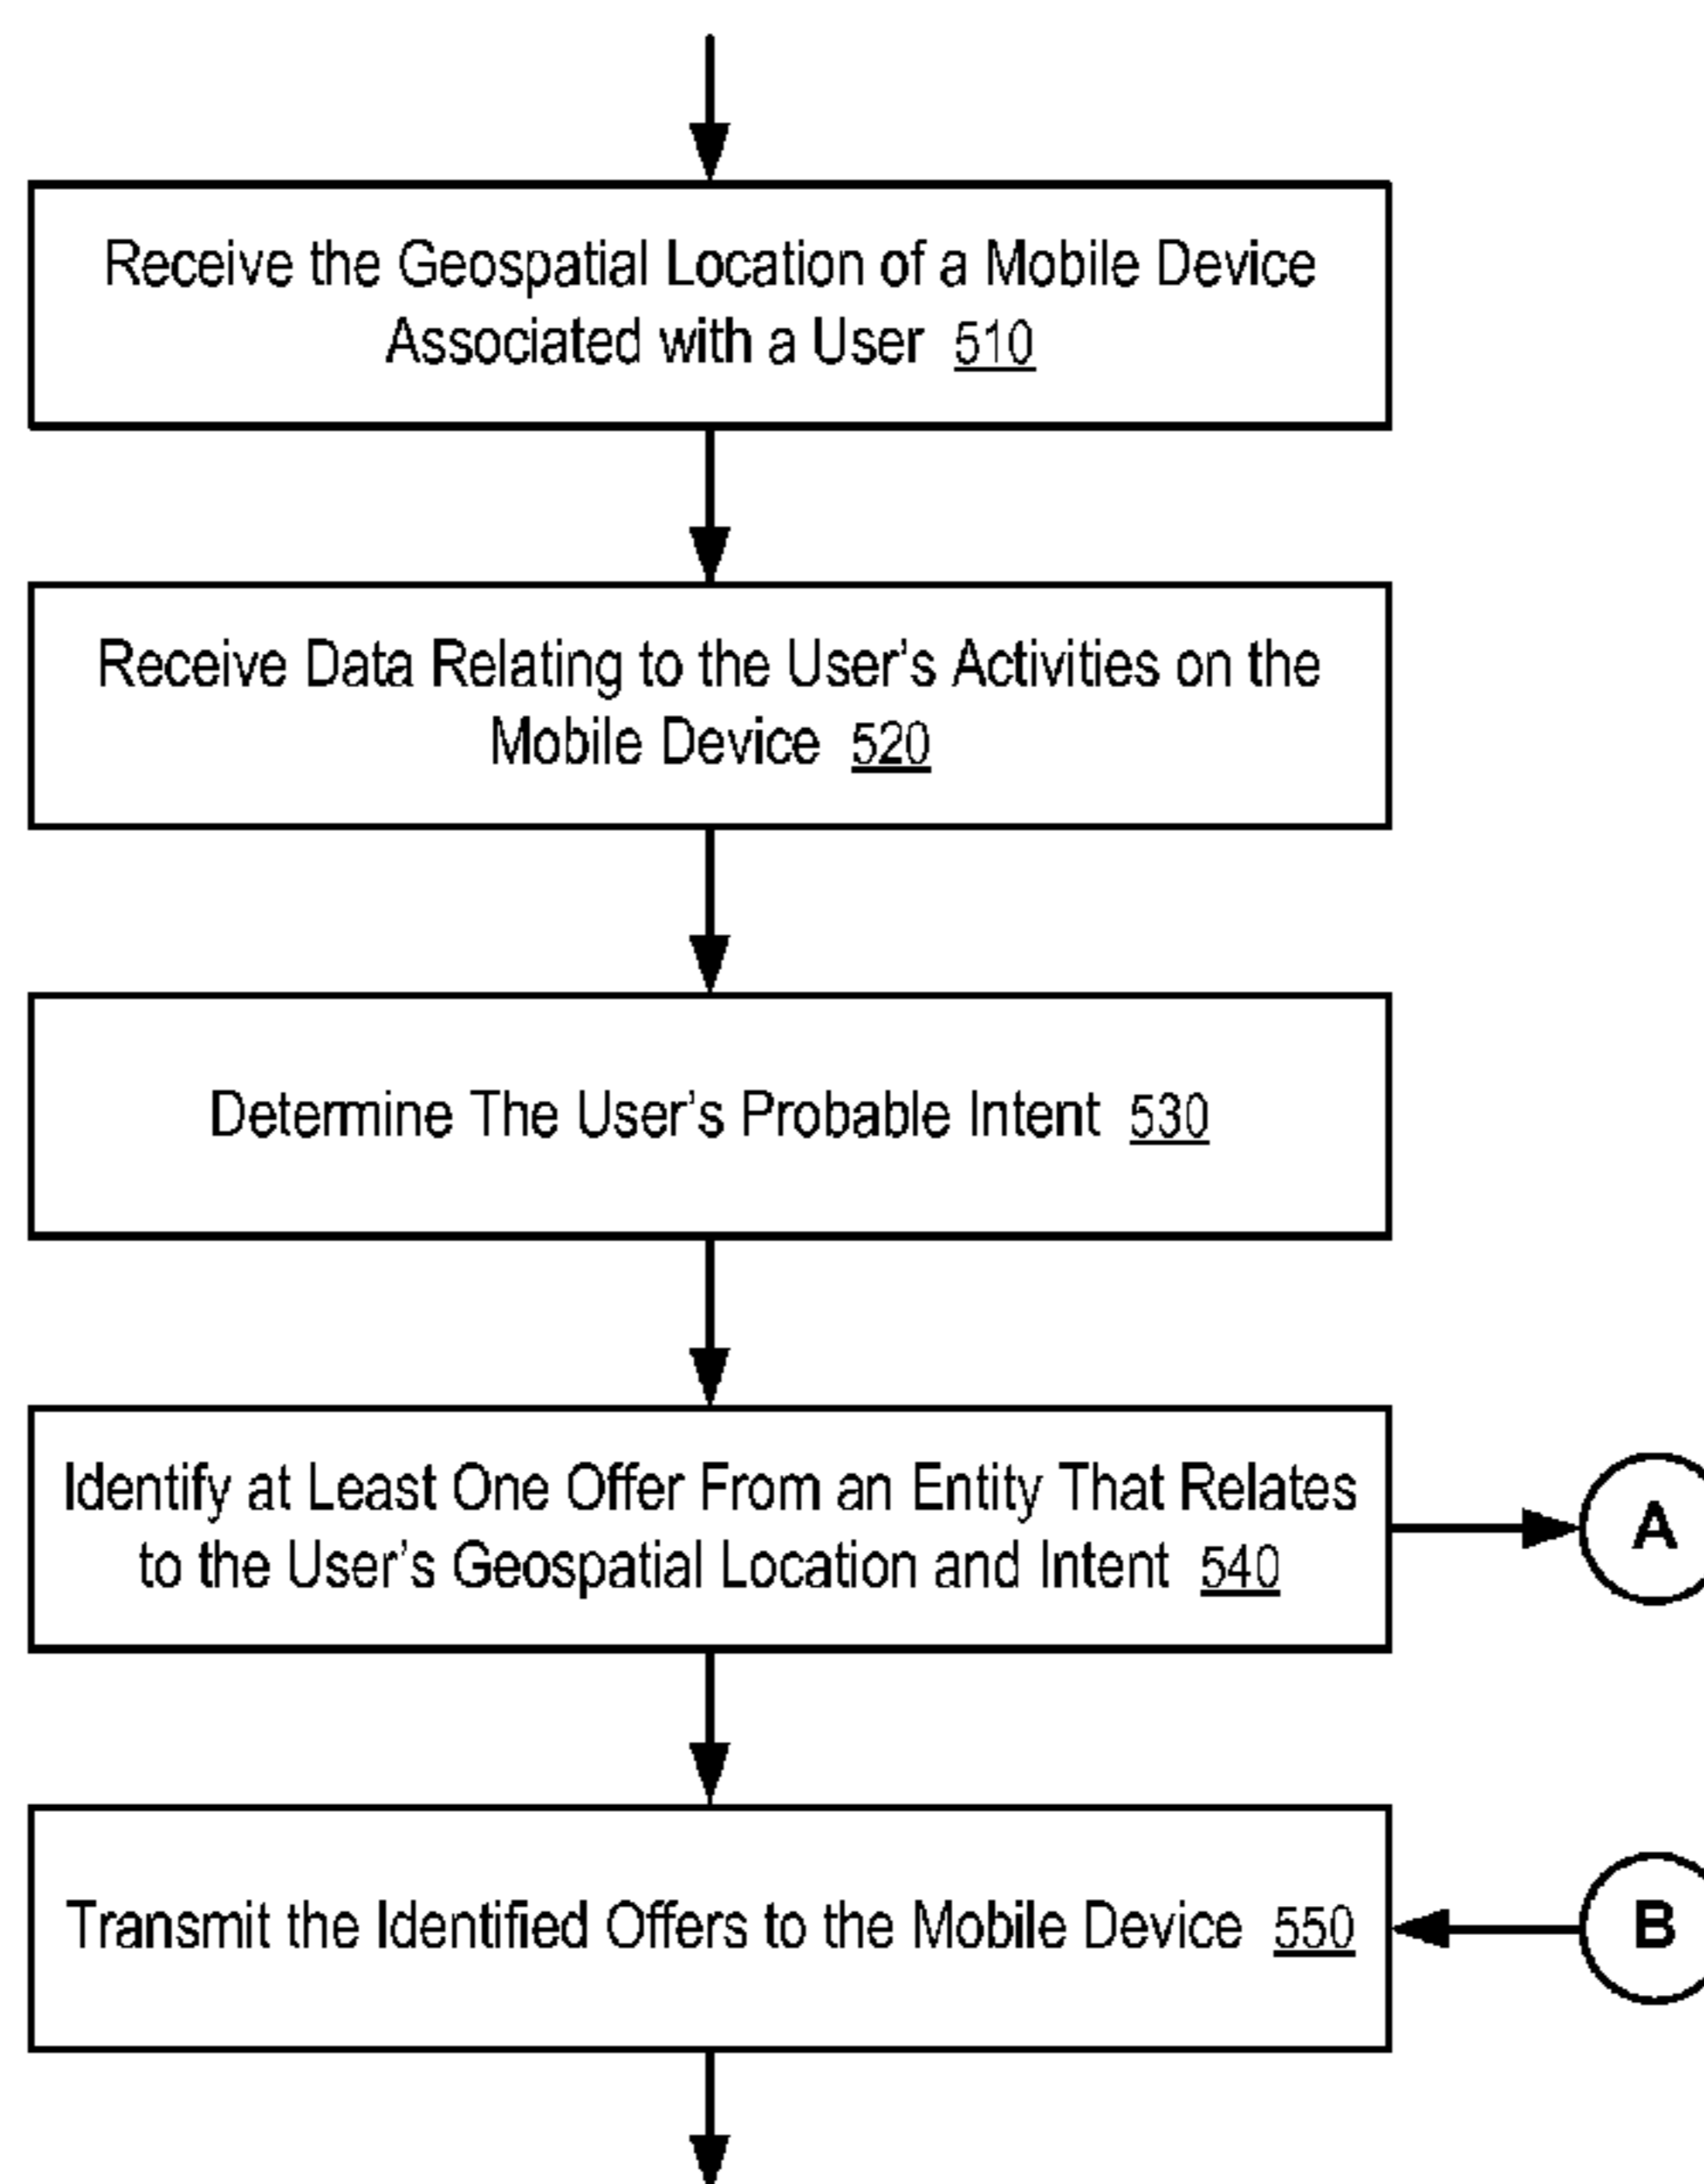 Receive the Geospatial Location of a Mobile Device
Associated with a User 510
Receive Data Relating to the User's Activities on the
Mobile Device 520
Determine The User's Probable Intent 530
Identify at Least One Offer From an Entity That Relates
to the User's Geospatial Location and Intent 540
A
Transmit the Identified Offers to the Mobile Device 550
B